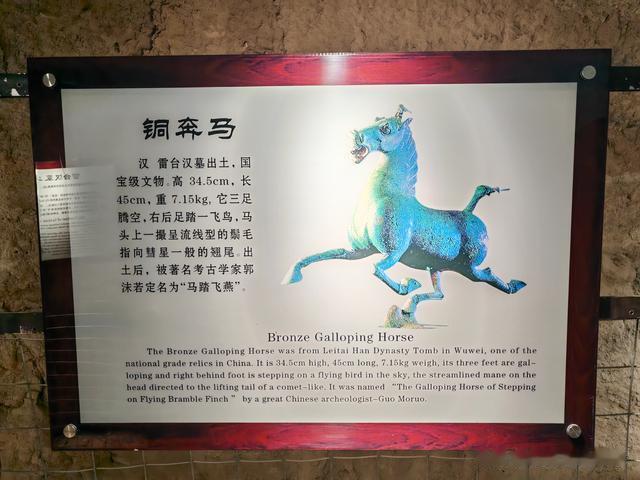 铜奔马
汉 雷台汉墓出土，国
宝级文物。高 34.5cm，长
45cm，重 7.15kg，它三足
腾空，右后足踏一飞鸟，马
头上一撮呈流线型的鬃毛
指向彗星一般的翘尾。出
土后，被著名考古学家郭
沫若定名为“马踏飞燕”。
Bronze Galloping Horse
The Bronze Galloping Horse was from Leitai Han Dynasty Tomb in Wuwei, one of the
national grade relics in China. It is 34.5cm high, 45cm long, 7.15kg weigh, its three feet are gal-
loping and right behind foot is stepping on a flying bird in the sky, the streamlined mane on the
head directed to the lifting tail of a comet-like. It was named “The Galloping Horse of Stepping
on Flying Bramble Finch ” by a great Chinese archeologist-Guo Moruo.